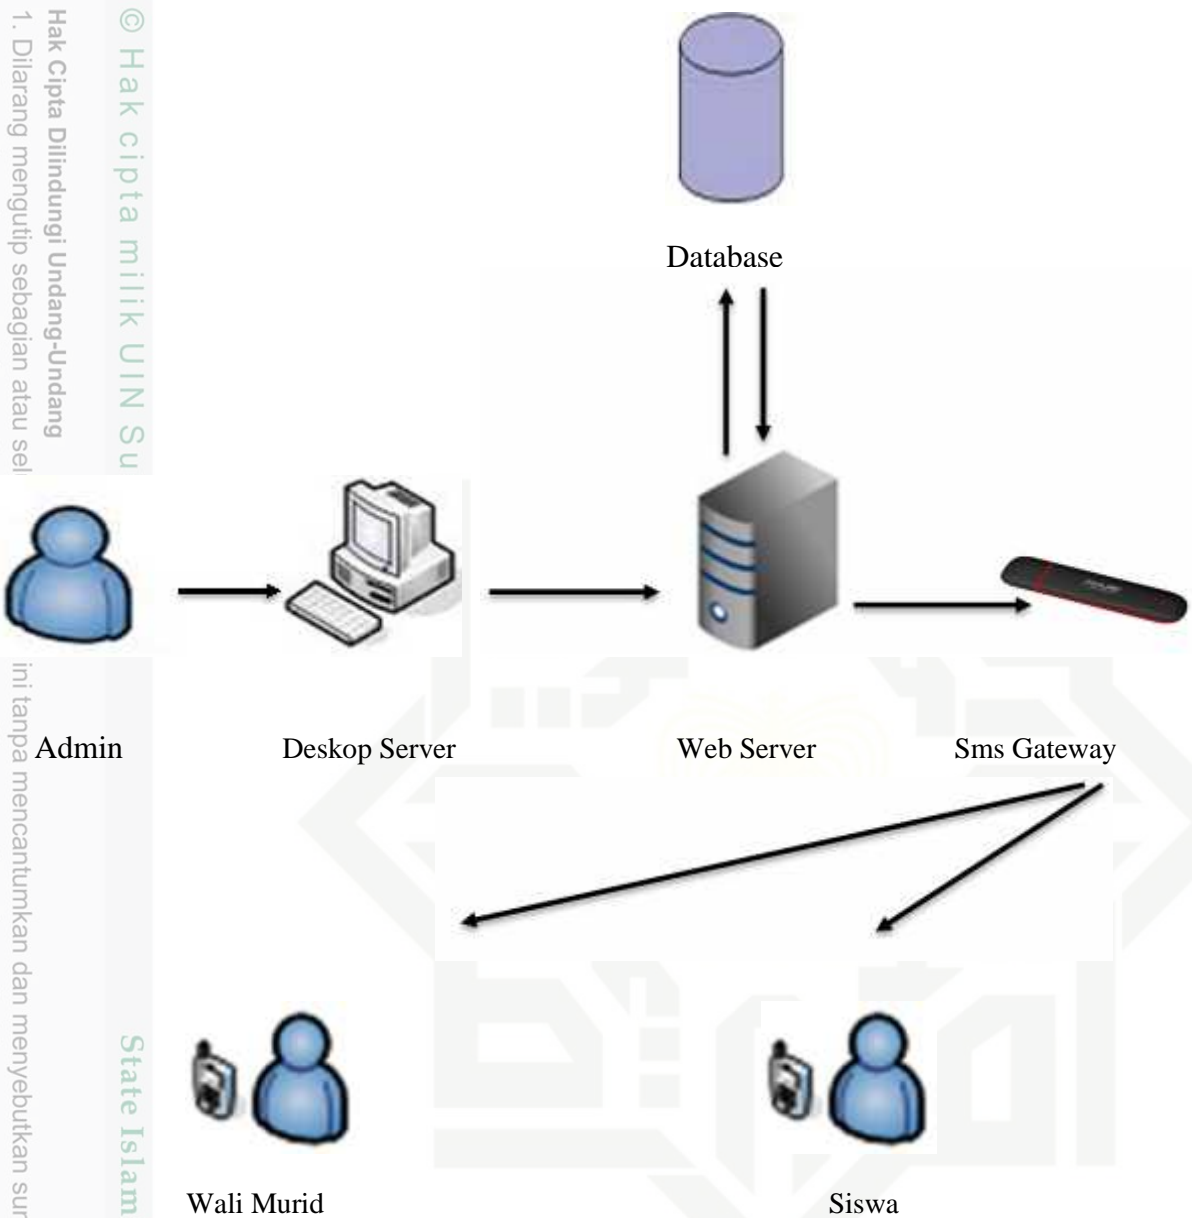 © Hak cipta milik UIN Su
Hak Cipta Dilindungi Undang-Undang
1. Dilarang mengutip sebagian atau sel
ini tanpa mencantumkan dan menyebutkan sur
State Islam
Database
Admin
Deskop Server
Web Server
Sms Gateway
Wali Murid
Siswa